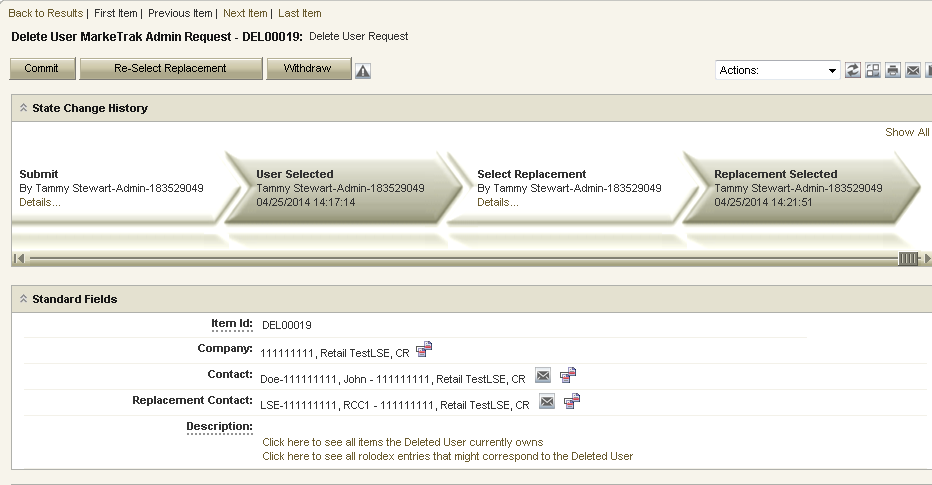 Back to Results | First Item | Previous Item | Next Item | Last Item
Delete User MarkeTrak Admin Request - DEL00019: Delete User Request
Commit Re-Select Replacement Withdraw Actions:
State Change History
Show All
Submit
By Tammy Stewart-Admin-183529049
Details...
User Selected
Tammy Stewart-Admin-183529049
04/25/2014 14:17:14
Select Replacement
By Tammy Stewart-Admin-183529049
Details...
Replacement Selected
Tammy Stewart-Admin-183529049
04/25/2014 14:21:51
Standard Fields
Item Id: DEL00019
Company: 111111111, Retail TestLSE, CR
Contact: Doe-111111111, John - 111111111, Retail TestLSE, CR
Replacement Contact: LSE-111111111, RCC1 - 111111111, Retail TestLSE, CR
Description:
Click here to see all items the Deleted User currently owns
Click here to see all rolodex entries that might correspond to the Deleted User